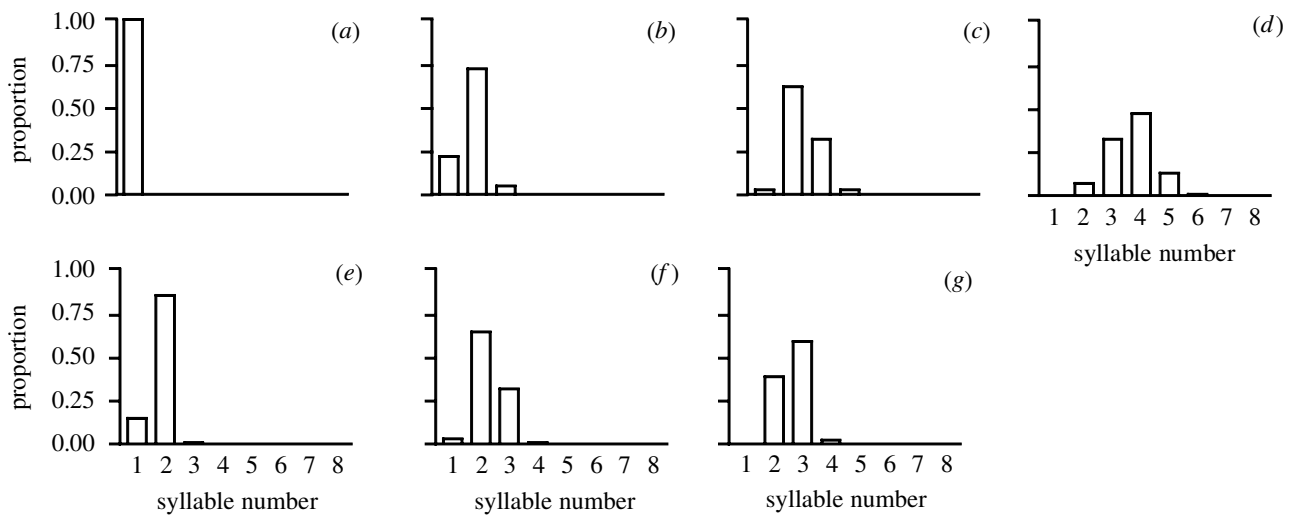 1.00 (a) (b) (c) (d)
0.75
0.50
0.25
0.00
proportion
1 2 3 4 5 6 7 8
syllable number
1.00 (e) (f) (g)
0.75
0.50
0.25
0.00
proportion
1 2 3 4 5 6 7 8 1 2 3 4 5 6 7 8 1 2 3 4 5 6 7 8
syllable number syllable number syllable number